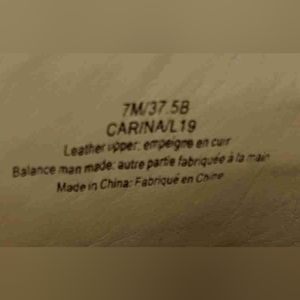 7M/37.5B
CARINA/L19
Leather upper: empeigne en cuir
Balance man made: autre partie fabriquée à la main
Made in China: Fabriqué en Chine